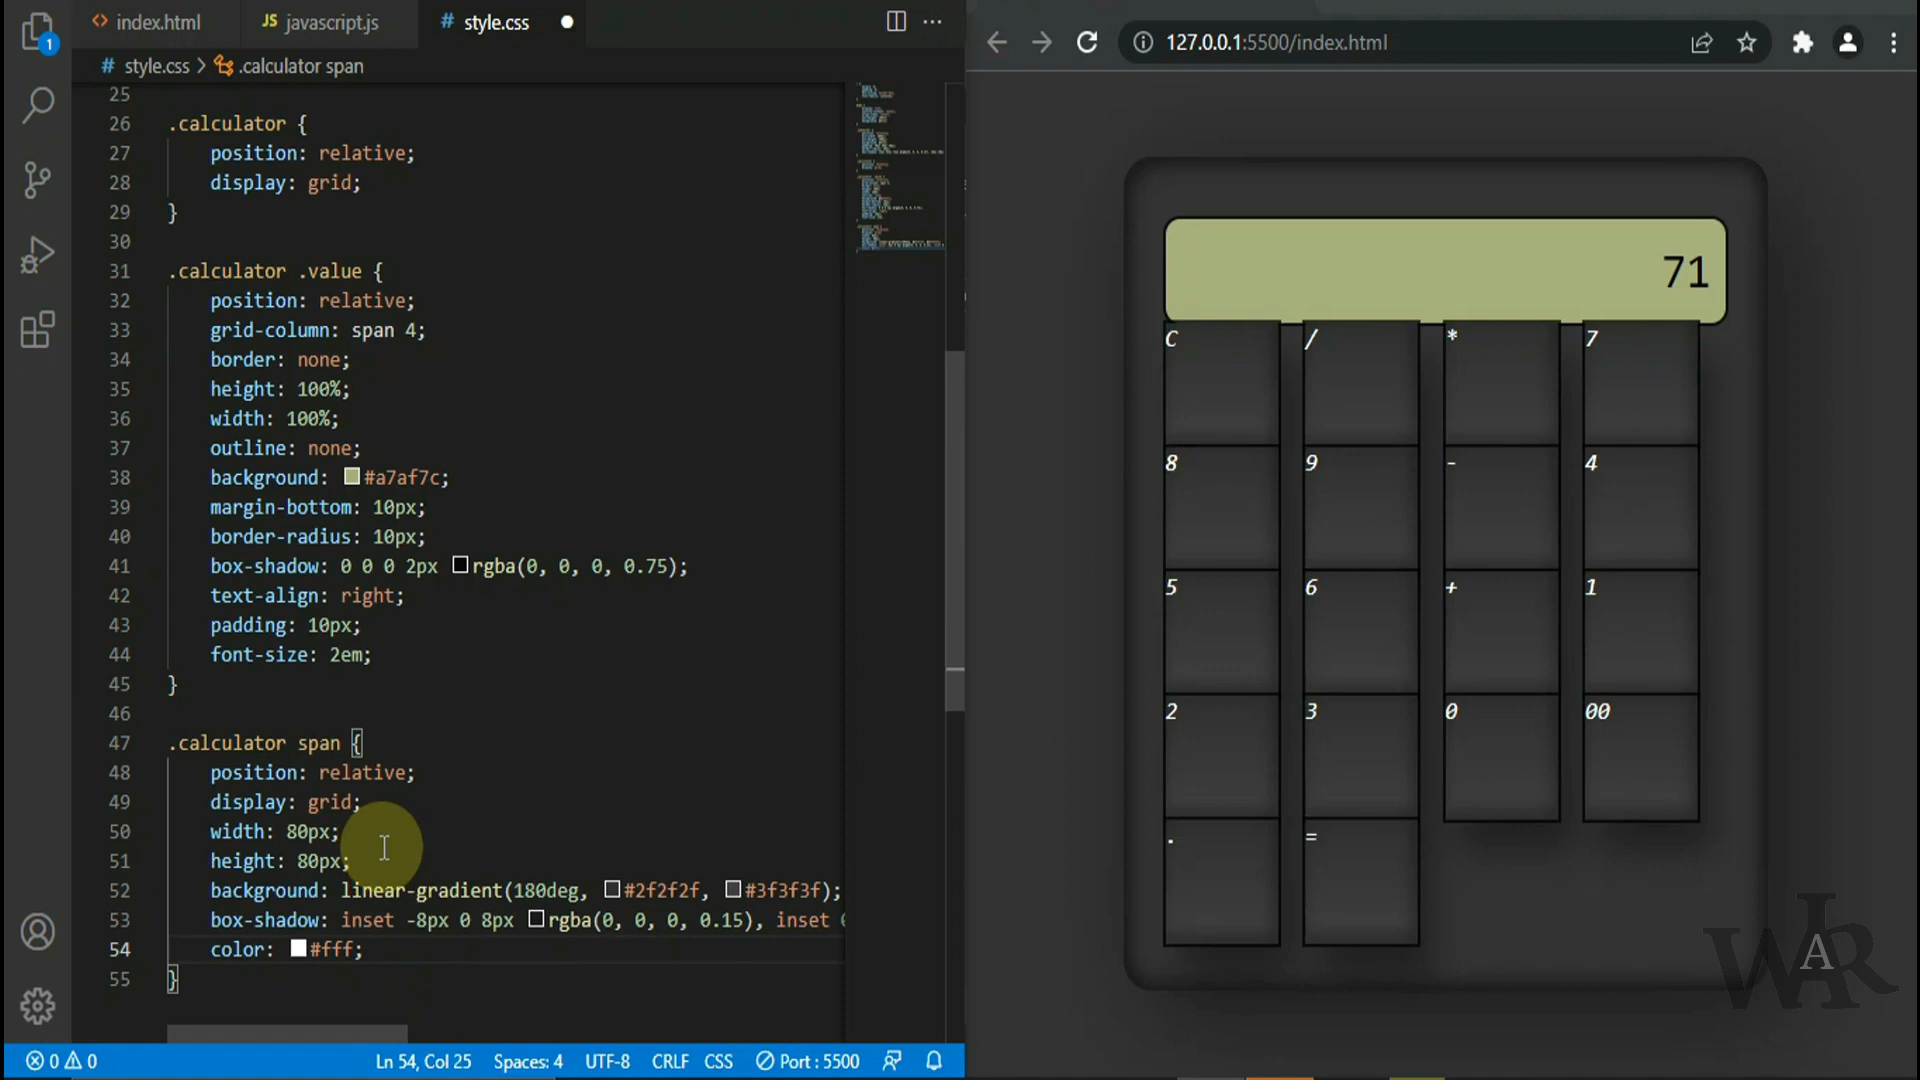 index.html
JS javascript.js
# style.css
# style.css > .calculator span
25
26 .calculator {
27 position: relative;
28 display: grid;
29 }
30
31 .calculator .value {
32 position: relative;
33 grid-column: span 4;
34 border: none;
35 height: 100%;
36 width: 100%;
37 outline: none;
38 background: #a7af7c;
39 margin-bottom: 10px;
40 border-radius: 10px;
41 box-shadow: 0 0 0 2px rgba(0, 0, 0, 0.75);
42 text-align: right;
43 padding: 10px;
44 font-size: 2em;
45 }
46
47 .calculator span {
48 position: relative;
49 display: grid;
50 width: 80px;
51 height: 80px;
52 background: linear-gradient(180deg, #2f2f2f, #3f3f3f);
53 box-shadow: inset -8px 0 8px rgba(0, 0, 0, 0.15), inset
54 color: #fff;
55 }
1
0 0
Ln 54, Col 25
Spaces: 4
UTF-8
CRLF
CSS
Port : 5500
127.0.0.1:5500/index.html
71
C / * 7
8 9 - 4
5 6 + 1
2 3 0 00
. =
WAR